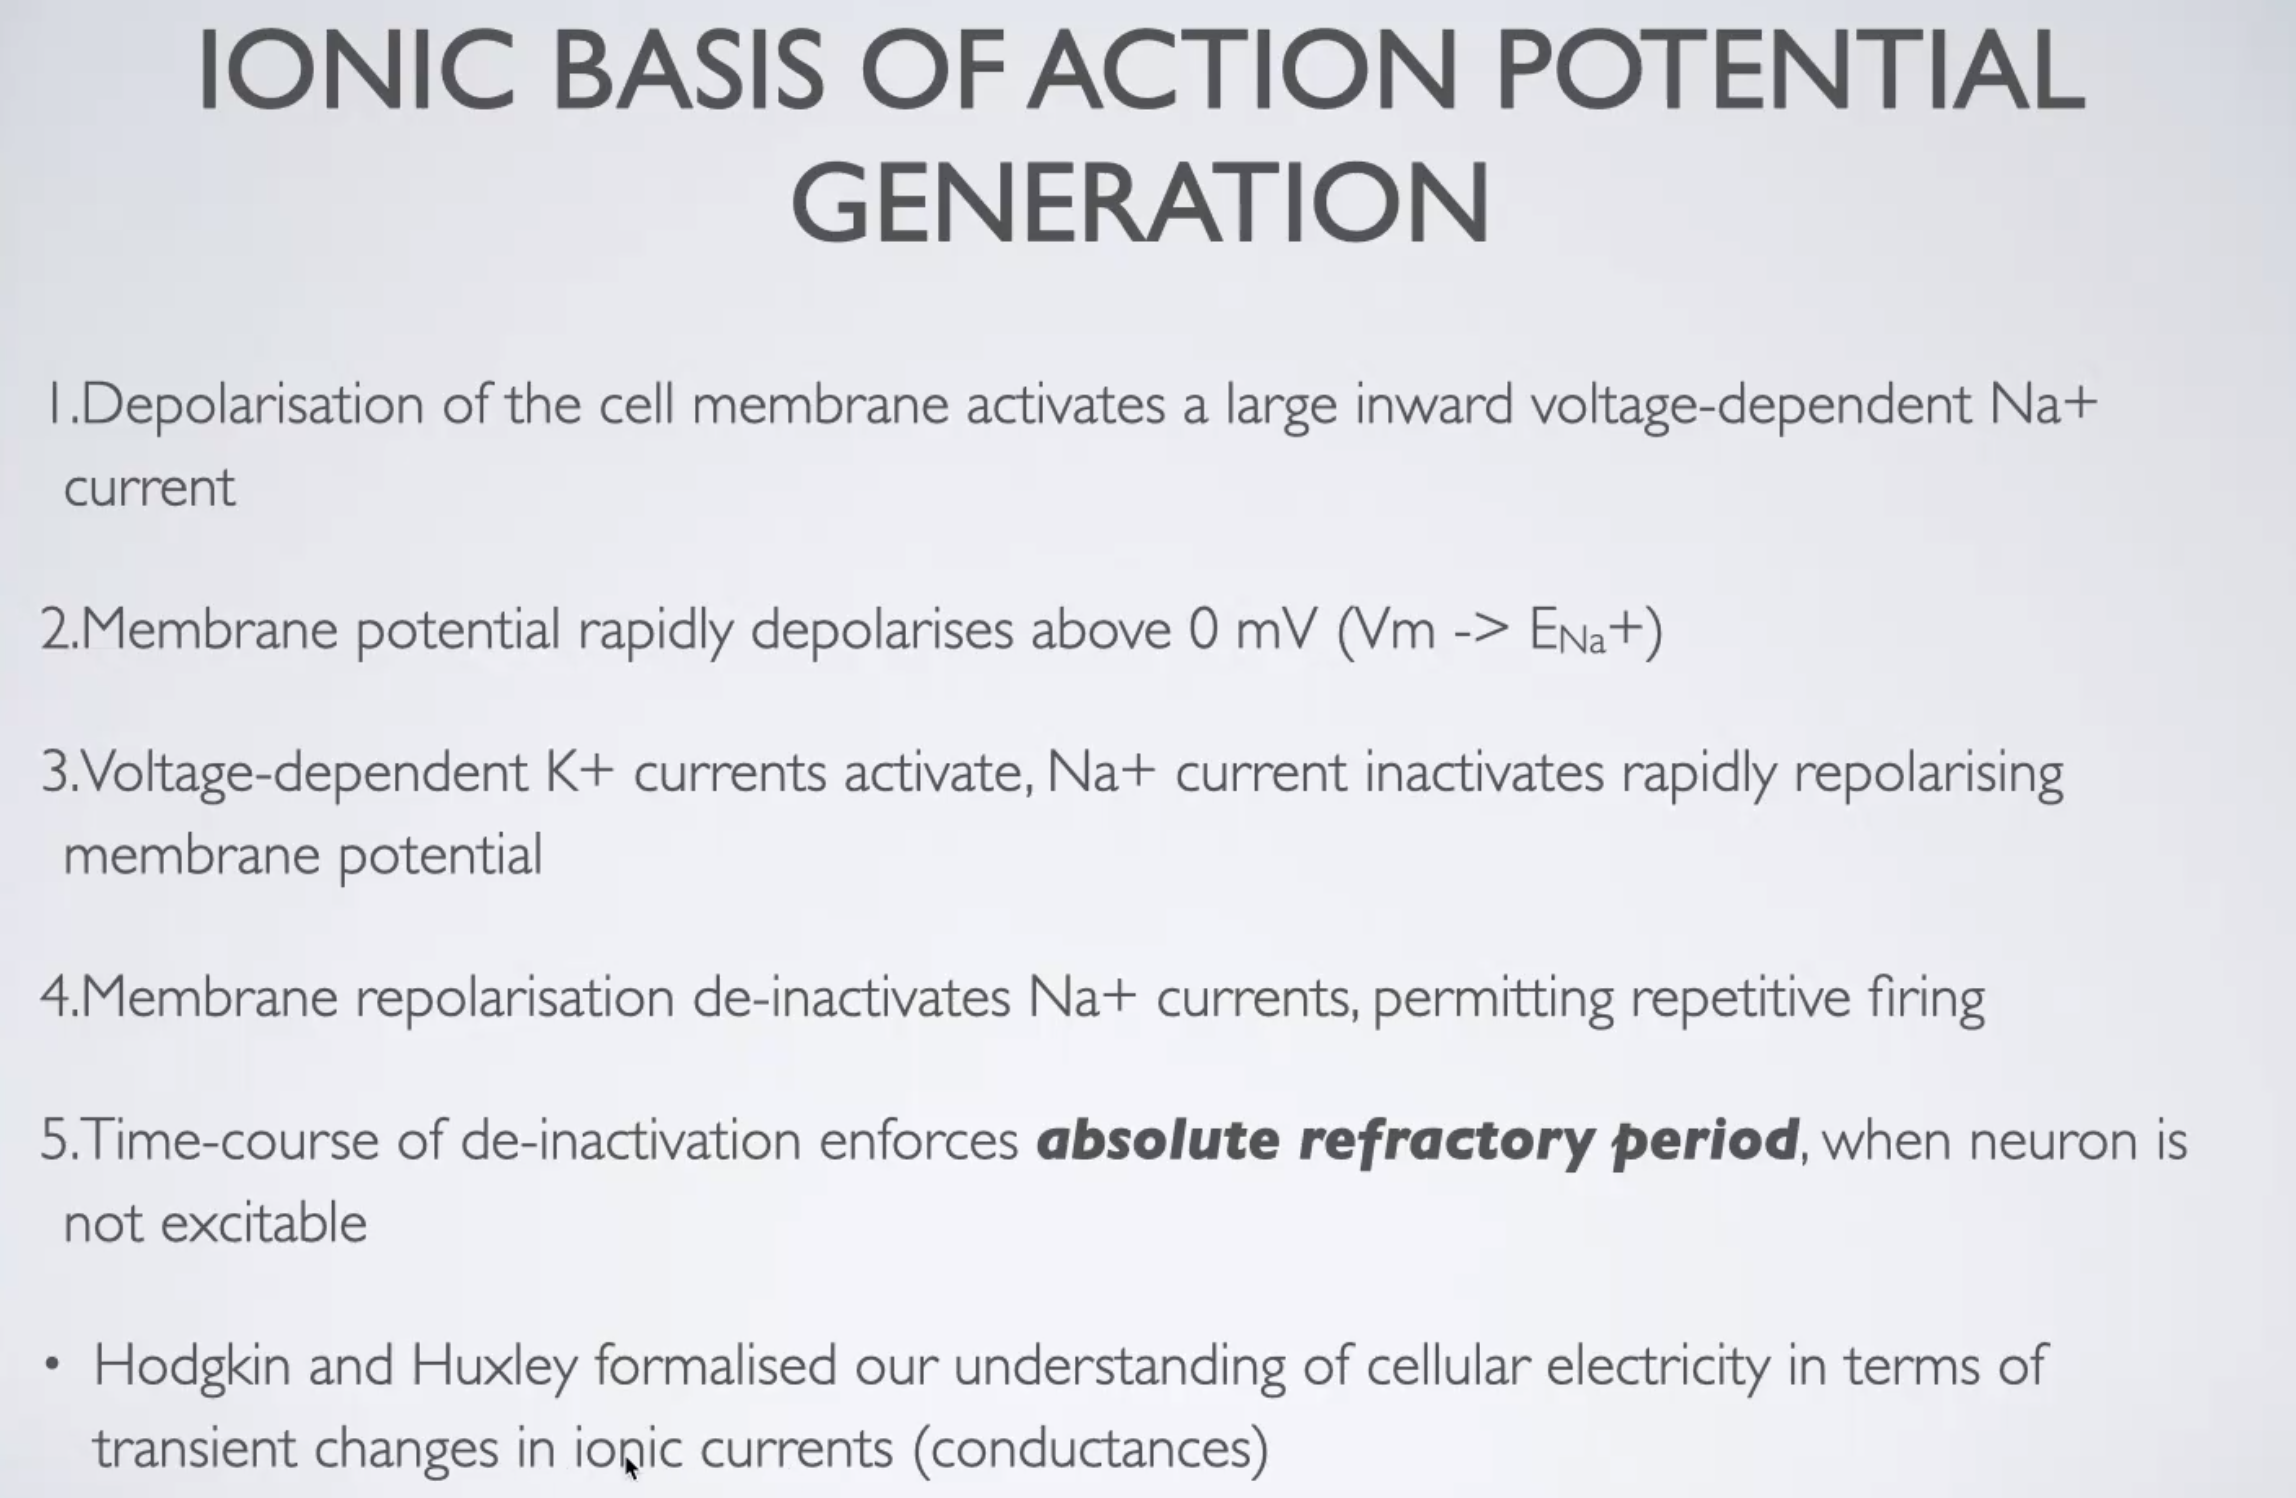 IONIC BASIS OF ACTION POTENTIAL
GENERATION
1.Depolarisation of the cell membrane activates a large inward voltage-dependent Na+
current
2.Membrane potential rapidly depolarises above 0 mV (Vm -> ENa+)
3.Voltage-dependent K+ currents activate, Na+ current inactivates rapidly repolarising
membrane potential
4.Membrane repolarisation de-inactivates Na+ currents, permitting repetitive firing
5.Time-course of de-inactivation enforces absolute refractory period, when neuron is
not excitable
• Hodgkin and Huxley formalised our understanding of cellular electricity in terms of
transient changes in ionic currents (conductances)